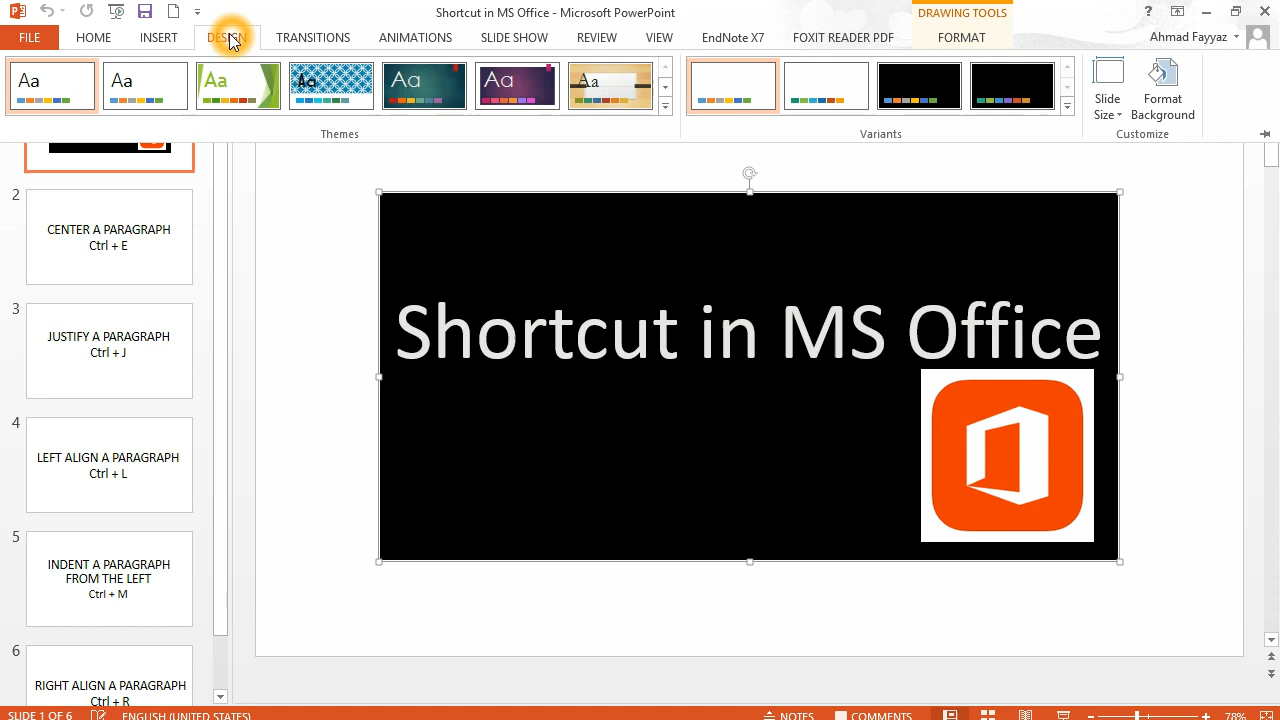 Shortcut in MS Office - Microsoft PowerPoint
DRAWING TOOLS
?
FILE
HOME
INSERT
DESIGN
TRANSITIONS
ANIMATIONS
SLIDE SHOW
REVIEW
VIEW
EndNote X7
FOXIT READER PDF
FORMAT
Ahmad Fayyaz
Aa
Aa
Aa
Aa
Aa
Aa
Aa
Slide
Size
Format
Background
Themes
Variants
Customize
2
CENTER A PARAGRAPH
Ctrl + E
3
JUSTIFY A PARAGRAPH
Ctrl + J
4
LEFT ALIGN A PARAGRAPH
Ctrl + L
5
INDENT A PARAGRAPH
FROM THE LEFT
Ctrl + M
6
RIGHT ALIGN A PARAGRAPH
Ctrl + R
Shortcut in MS Office
SLIDE 1 OF 6
ENGLISH (UNITED STATES)
NOTES
COMMENTS
78%